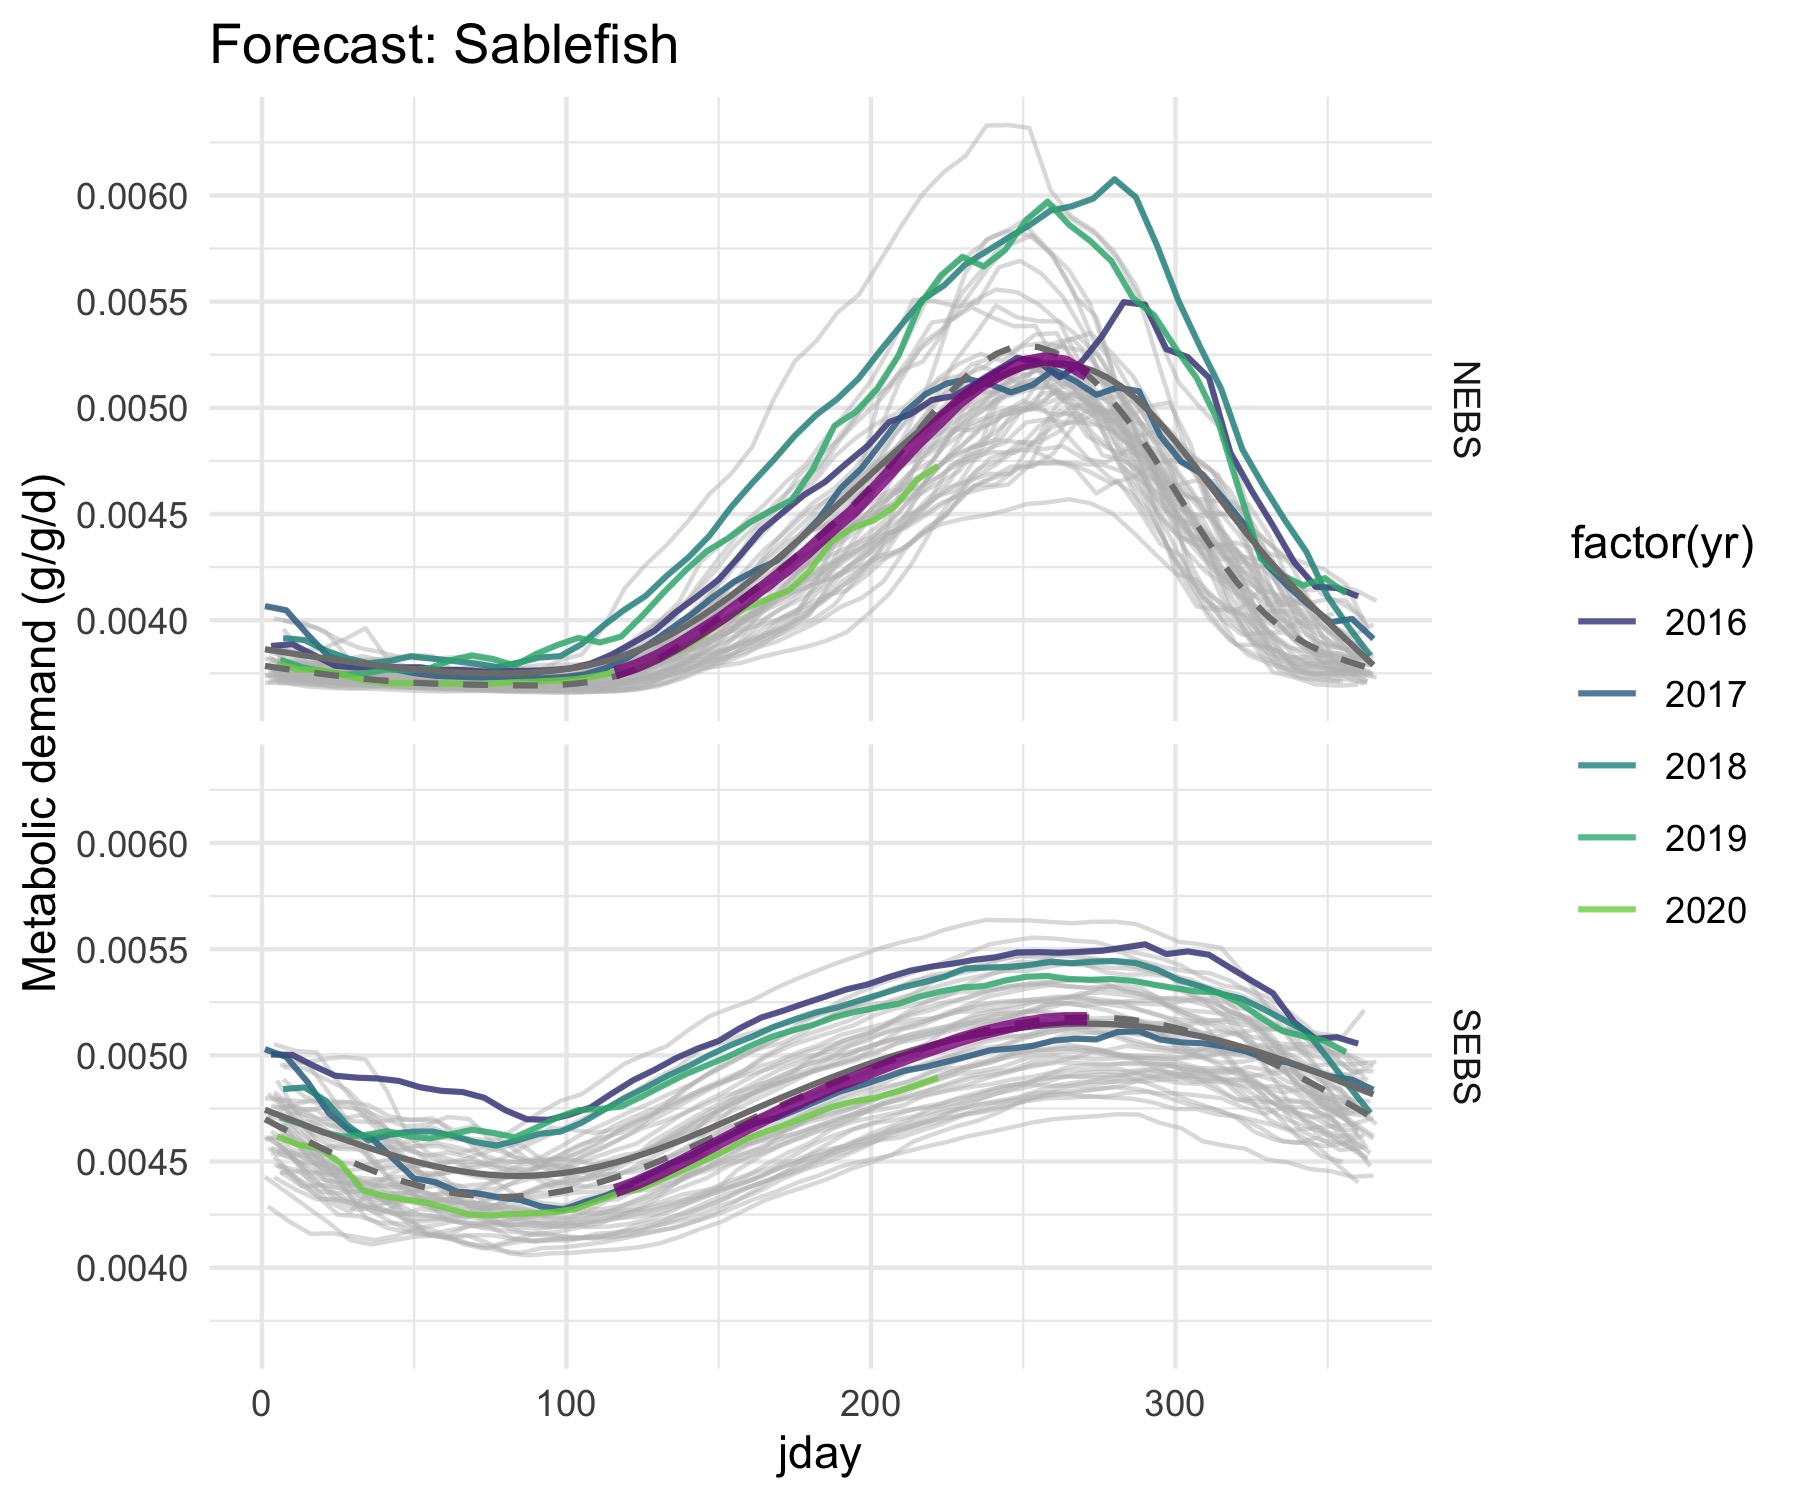 Forecast: Sablefish
Metabolic demand (g/g/d)
0.0060
0.0055
0.0050
0.0045
0.0040
NEBS
0.0060
0.0055
0.0050
0.0045
0.0040
SEBS
0 100 200 300
jday
factor(yr)
2016
2017
2018
2019
2020